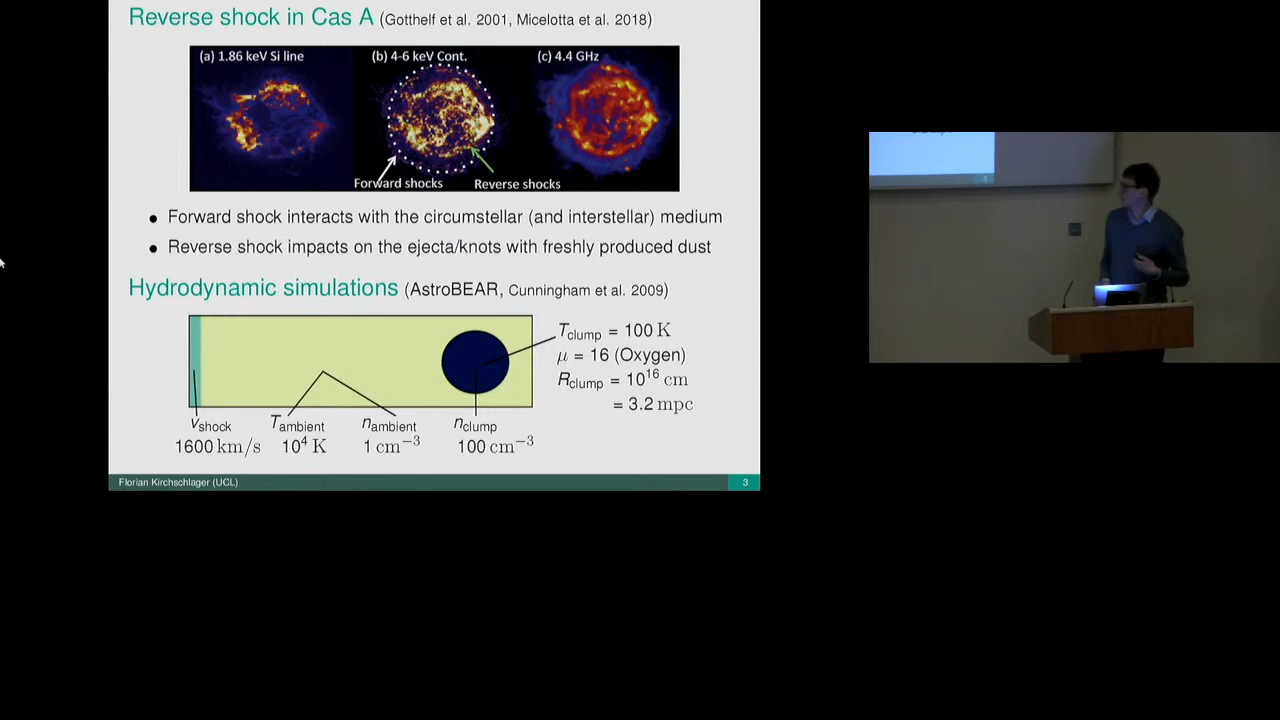 Reverse shock in Cas A (Gotthelf et al. 2001, Micelotta et al. 2018)
(a) 1.86 keV Si line (b) 4-6 keV Cont. (c) 4.4 GHz
Forward shocks Reverse shocks
• Forward shock interacts with the circumstellar (and interstellar) medium
• Reverse shock impacts on the ejecta/knots with freshly produced dust
Hydrodynamic simulations (AstroBEAR, Cunningham et al. 2009)
T_clump = 100 K
μ = 16 (Oxygen)
R_clump = 10^16 cm
= 3.2 mpc
v_shock T_ambient n_ambient n_clump
1600 km/s 10^4 K 1 cm^−3 100 cm^−3
Florian Kirchschlager (UCL) 3